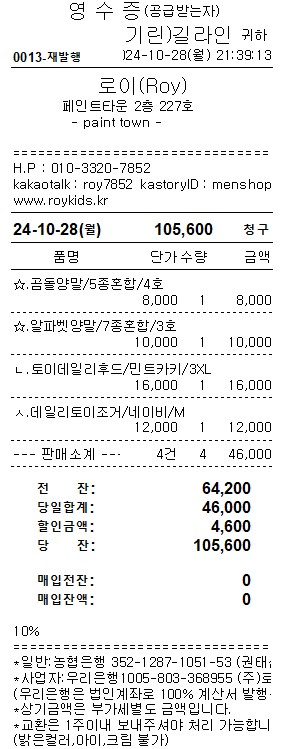 영 수 증(공급받는자)
기린)길라인 귀하
0013-재발행 )24-10-28(월) 21:39:13
로이(Roy)
페인트타운 2층 227호
- paint town -
H.P : 010-3320-7852
kakaotalk : roy7852 kastoryID : menshop
www.roykids.kr
24-10-28(월) 105,600 청구
품명 단가 수량 금액
☆.곰돌양말/5종혼합/4호
8,000 1 8,000
☆.알파벳양말/7종혼합/3호
10,000 1 10,000
ㄴ.토이데일리후드/민트카키/3XL
16,000 1 16,000
ㅅ.데일리토이조거/네이비/M
12,000 1 12,000
--- 판매소계 --- 4건 4 46,000
전 잔: 64,200
당일합계: 46,000
할인금액: 4,600
당 잔: 105,600
매입전잔: 0
매입잔액: 0
10%
*일반:농협은행 352-1287-1051-53 (권태
*사업자:우리은행1005-803-368955 (주)로
(우리은행은 법인계좌로 100% 계산서 발행
*상기금액은 부가세별도 금액입니다.
*교환은 1주이내 보내주셔야 처리 가능합니
(밝은컬러,아이,크림 불가)